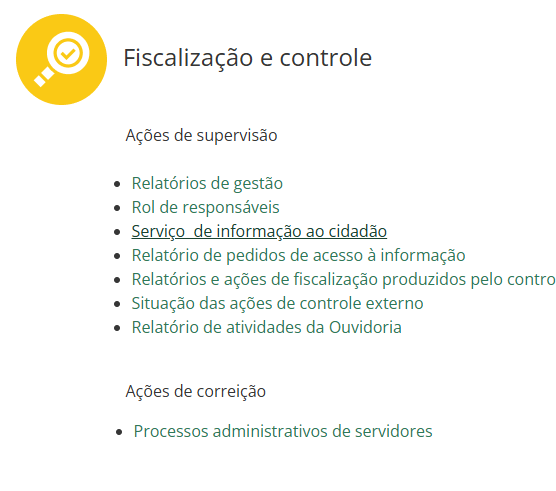 Fiscalização e controle
Ações de supervisão
Relatórios de gestão
Rol de responsáveis
Serviço  de informação ao cidadão
Relatório de pedidos de acesso à informação
Relatórios e ações de fiscalização produzidos pelo contro
Situação das ações de controle externo
Relatório de atividades da Ouvidoria
Ações de correição
Processos administrativos de servidores